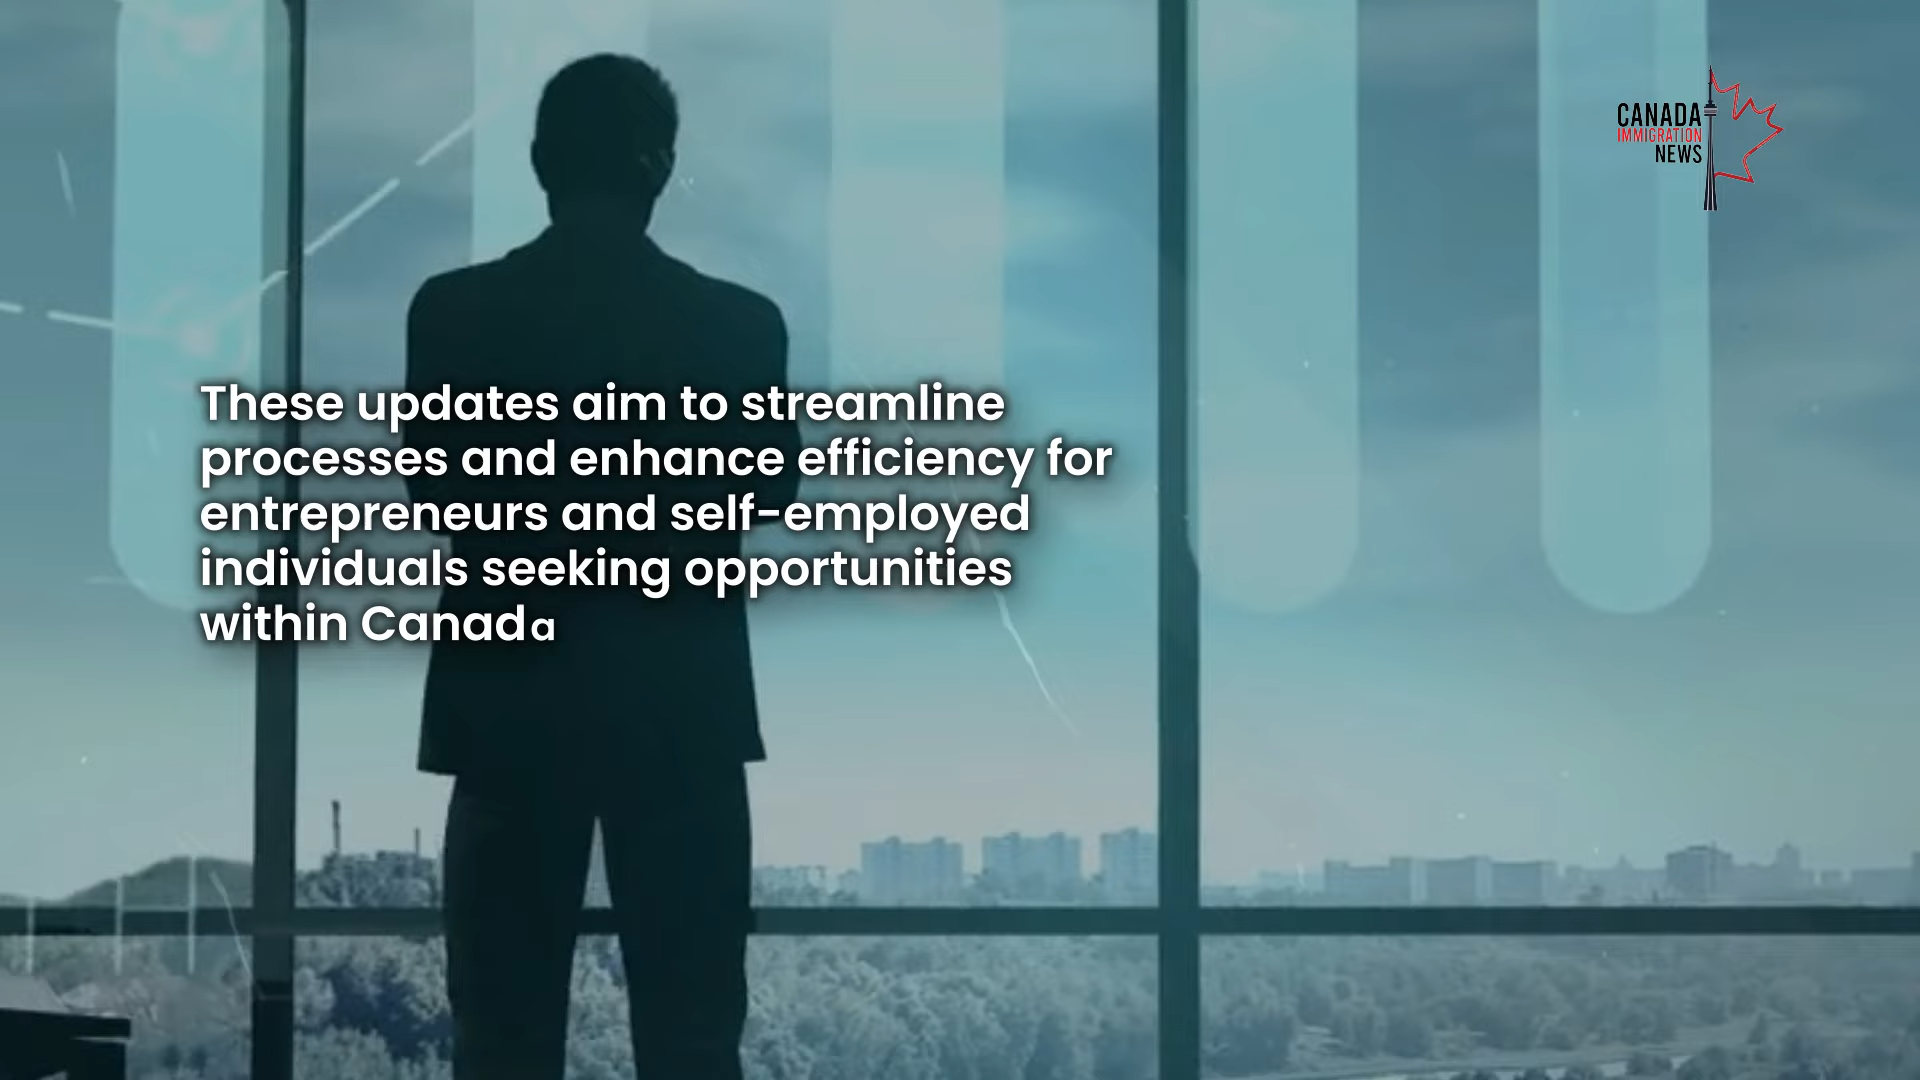 CANADA
IMMIGRATION
NEWS
These updates aim to streamline
processes and enhance efficiency for
entrepreneurs and self-employed
individuals seeking opportunities
within Canada